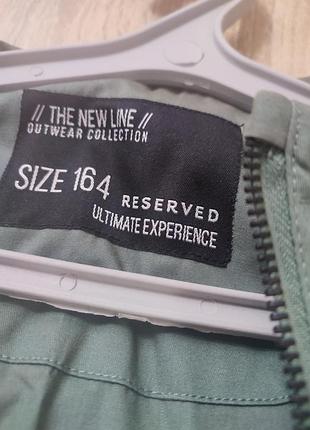 // THE NEW LINE //
OUTWEAR COLLECTION
SIZE 164 RESERVED
ULTIMATE EXPERIENCE